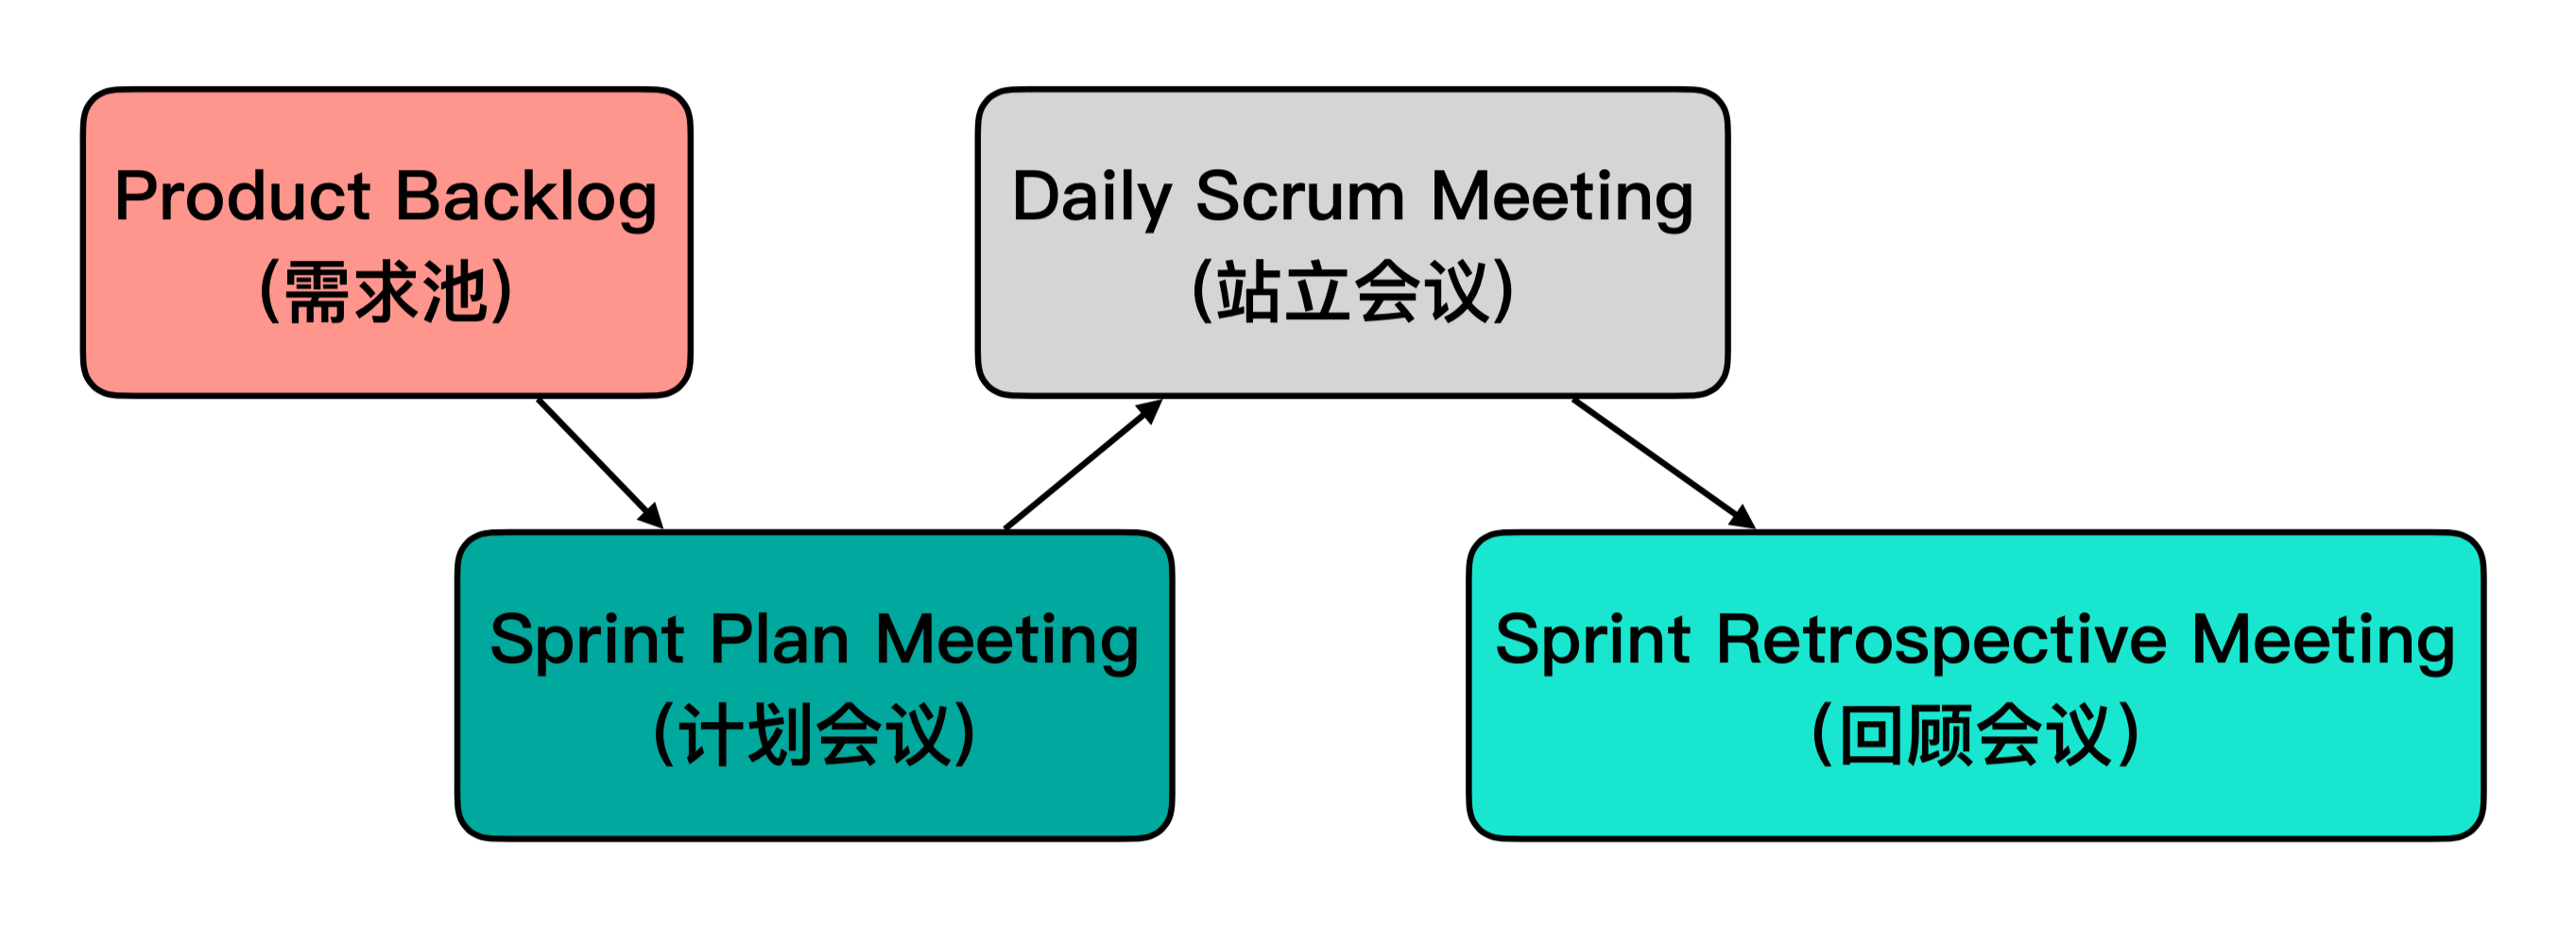 Product Backlog
(需求池)
Daily Scrum Meeting
(站立会议)
Sprint Plan Meeting
(计划会议)
Sprint Retrospective Meeting
(回顾会议)